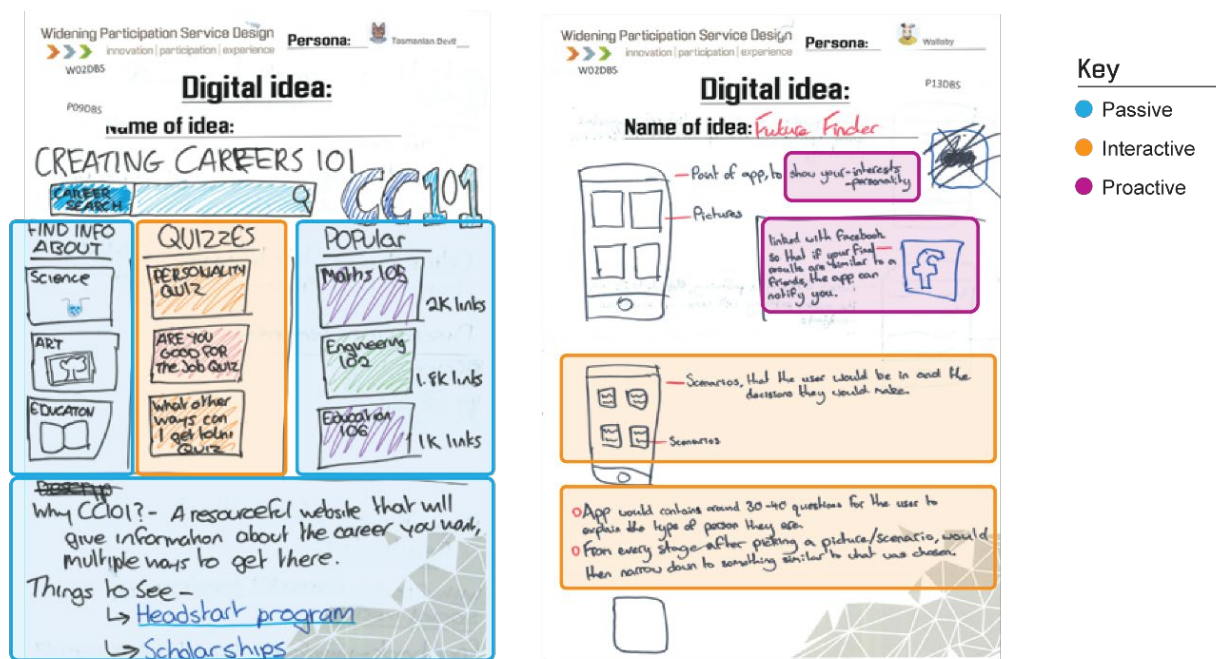 Widening Participation Service Design
innovation | participation | experience
Persona:
Tasmanian Devil
W02DBS
Digital idea:
P09DBS
Name of idea:
CREATING CAREERS 101
CAREER
SEARCH
CC101
FIND INFO
ABOUT
Science
ART
EDUCATION
QUIZZES
PERSONALITY
QUIZ
ARE YOU
GOOD FOR
The Job QUIZ
What other
ways can
I get
QUIZ
POPULAR
Maths 105
2K links
Engineering
102
1.8K links
Education
106
1K links
Why CC101? - A resourceful website that will
give information about the career you want,
multiple ways to get there.
Things to See -
↳ Headstart program
↳ Scholarships
Widening Participation Service Design
innovation | participation | experience
Persona:
Wallaby
W02DBS
Digital idea:
P13DBS
Name of idea: Future Finder
Point of app, to show your - interests
- personality
Pictures
linked with Facebook
so that if your final
results are similar to a
friends, the app can
notify you.
f
Scenarios, that the user would be in and the
decisions they would make.
Scenarios
App would contains around 30-40 questions for the user to
explain the type of person they are.
From every stage after picking a picture/scenario, would
then narrow down to something similar to what was chosen.
Key
Passive
Interactive
Proactive